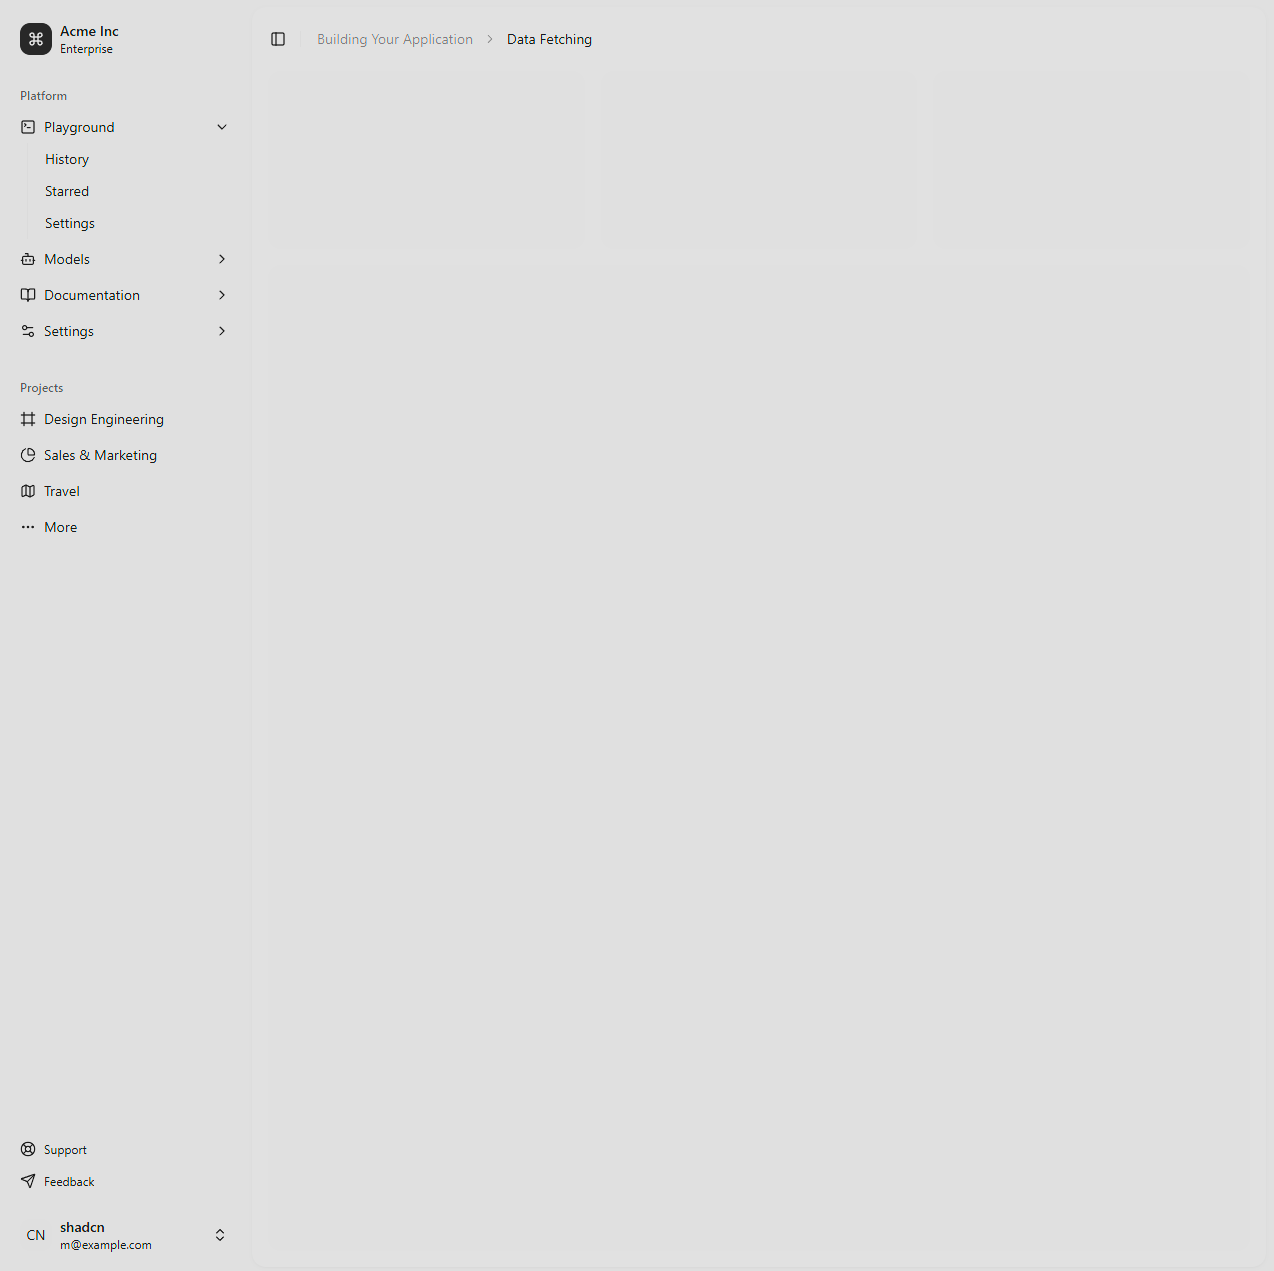 Acme Inc
Enterprise
Platform
Playground
History
Starred
Settings
Models
Documentation
Settings
Projects
Design Engineering
Sales & Marketing
Travel
More
Support
Feedback
CN
shadcn
m@example.com
Building Your Application
Data Fetching